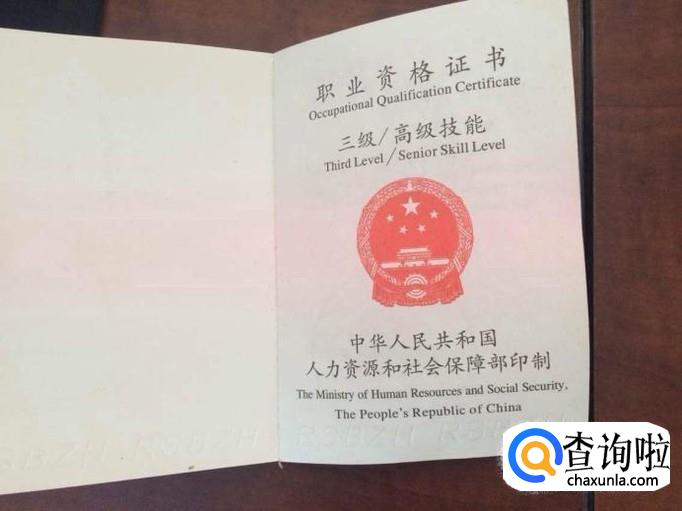 职业资格证书
Occupational Qualification Certificate
三级/高级技能
Third Level/Senior Skill Level
中华人民共和国
人力资源和社会保障部印制
The Ministry of Human Resources and Social Security,
The People's Republic of China
查询啦
chaxunla.com